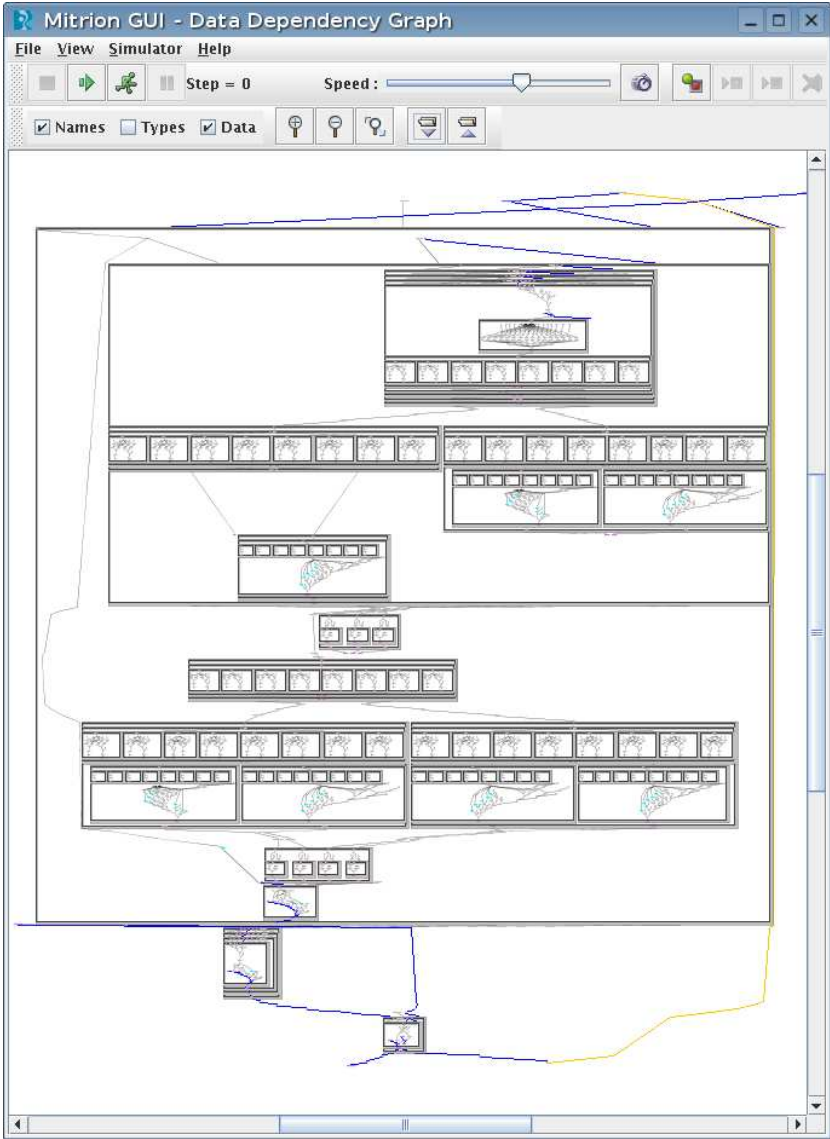 Mitrion GUI - Data Dependency Graph
File View Simulator Help
Step = 0 Speed :
Names Types Data